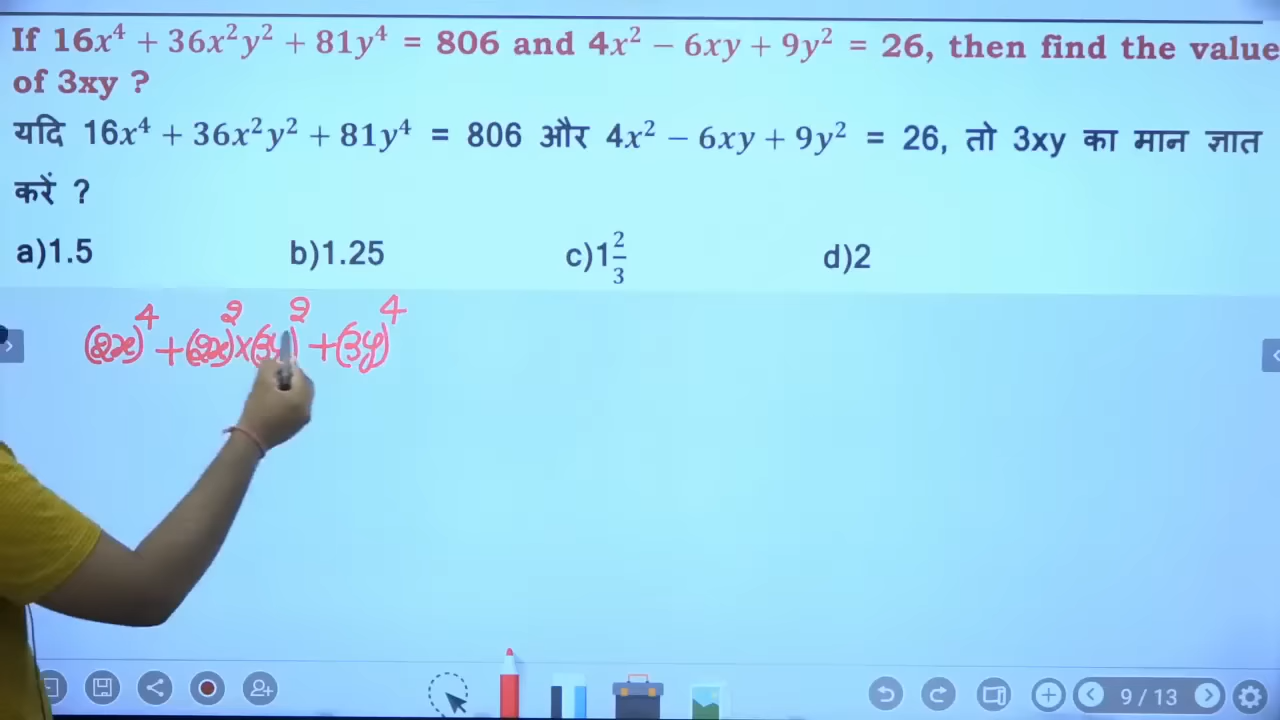 If 16x⁴ + 36x²y² + 81y⁴ = 806 and 4x² − 6xy + 9y² = 26, then find the value
of 3xy ?
यदि 16x⁴ + 36x²y² + 81y⁴ = 806 और 4x² − 6xy + 9y² = 26, तो 3xy का मान ज्ञात
करें ?
a)1.5 b)1.25 c)1 2/3 d)2
(2x)⁴ + (2x)² × (3y)² + (3y)⁴
9 / 13